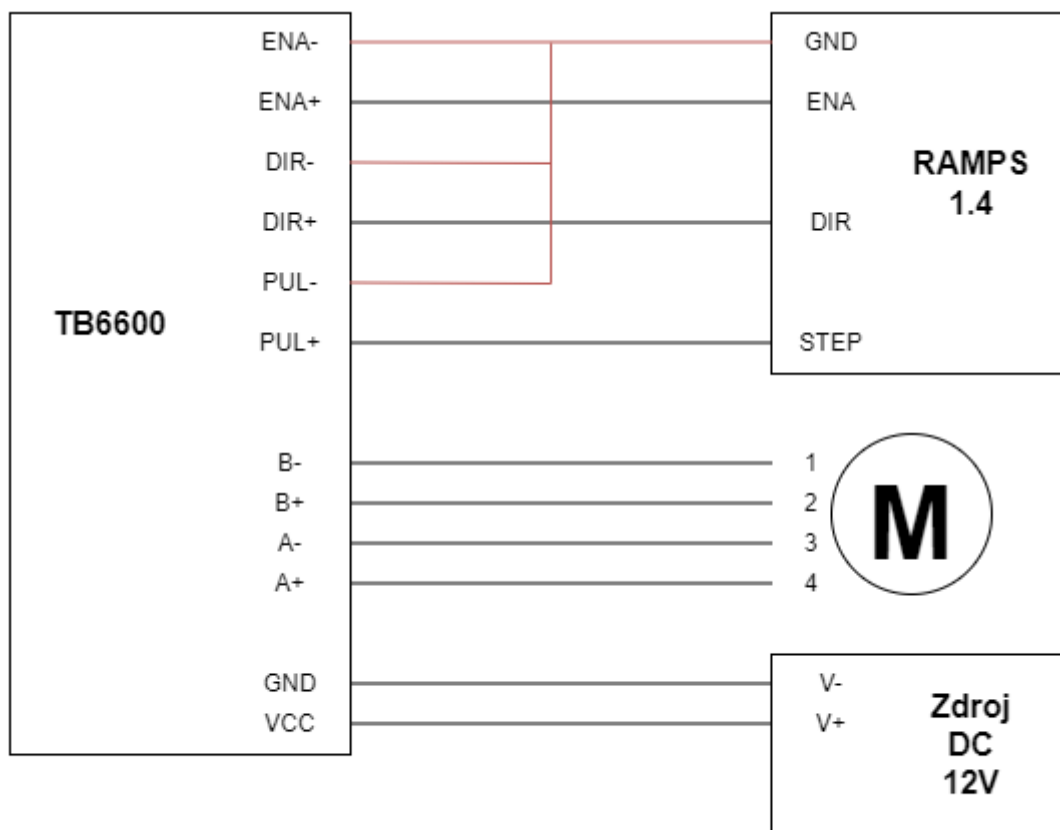 ENA-
ENA+
DIR-
DIR+
PUL-
PUL+
TB6600
B-
B+
A-
A+
GND
VCC
GND
ENA
DIR
STEP
RAMPS
1.4
1
2
3
4
M
V-
V+
Zdroj
DC
12V